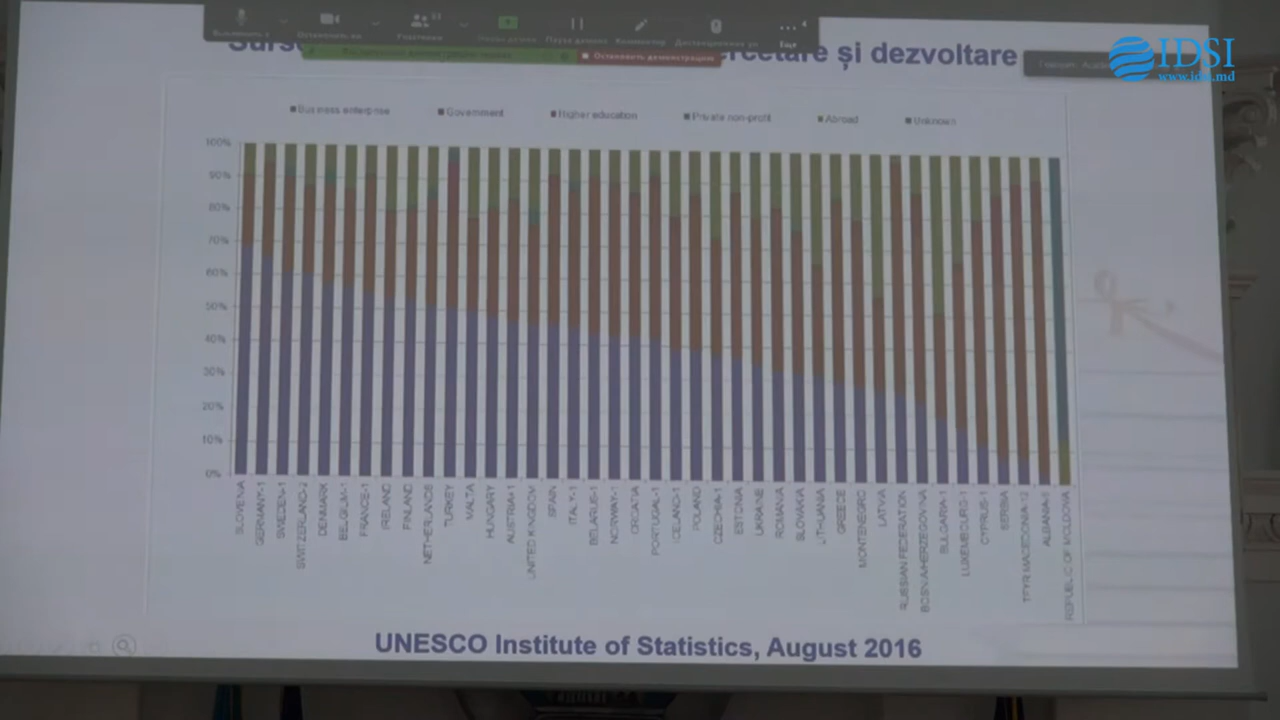 Остановить демонстрацию
și dezvoltare
IDSI
www.idsi.md
Business enterprise
Government
Higher education
Private non-profit
Abroad
Unknown
100%
90%
80%
70%
60%
50%
40%
30%
20%
10%
0%
SLOVENIA
GERMANY-1
SWEDEN-1
SWITZERLAND-2
DENMARK
BELGIUM-1
FRANCE-1
IRELAND
FINLAND
NETHERLANDS
TURKEY
MALTA
HUNGARY
AUSTRIA-1
UNITED KINGDOM
SPAIN
ITALY-1
BELARUS-1
NORWAY-1
CROATIA
PORTUGAL-1
ICELAND-1
POLAND
CZECHIA-1
ESTONIA
UKRAINE
ROMANIA
SLOVAKIA
LITHUANIA
GREECE
MONTENEGRO
LATVIA
RUSSIAN FEDERATION
BOSNIA/HERZEGOVINA
BULGARIA-1
LUXEMBOURG-1
CYPRUS-1
SERBIA
TFYR MACEDONIA-12
REPUBLIC OF MOLDOVA
UNESCO Institute of Statistics, August 2016